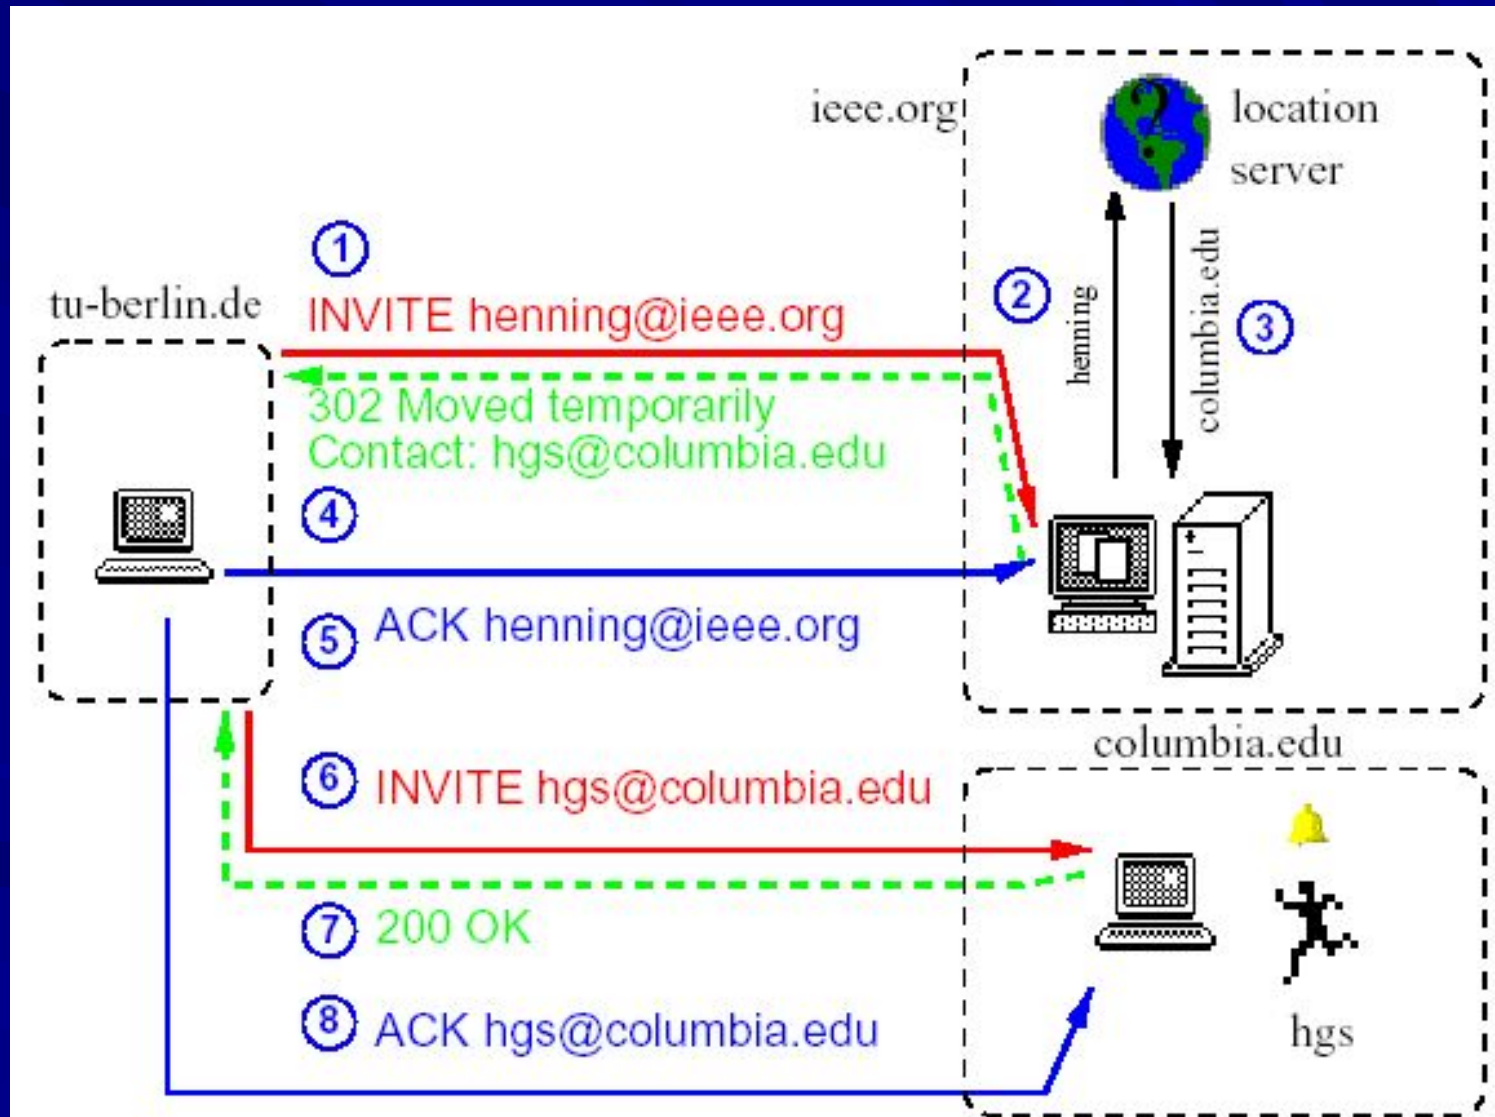 ieee.org
location
server
tu-berlin.de
1
INVITE henning@ieee.org
2
henning
columbia.edu
3
302 Moved temporarily
Contact: hgs@columbia.edu
4
5 ACK henning@ieee.org
columbia.edu
6 INVITE hgs@columbia.edu
7 200 OK
8 ACK hgs@columbia.edu
hgs
?